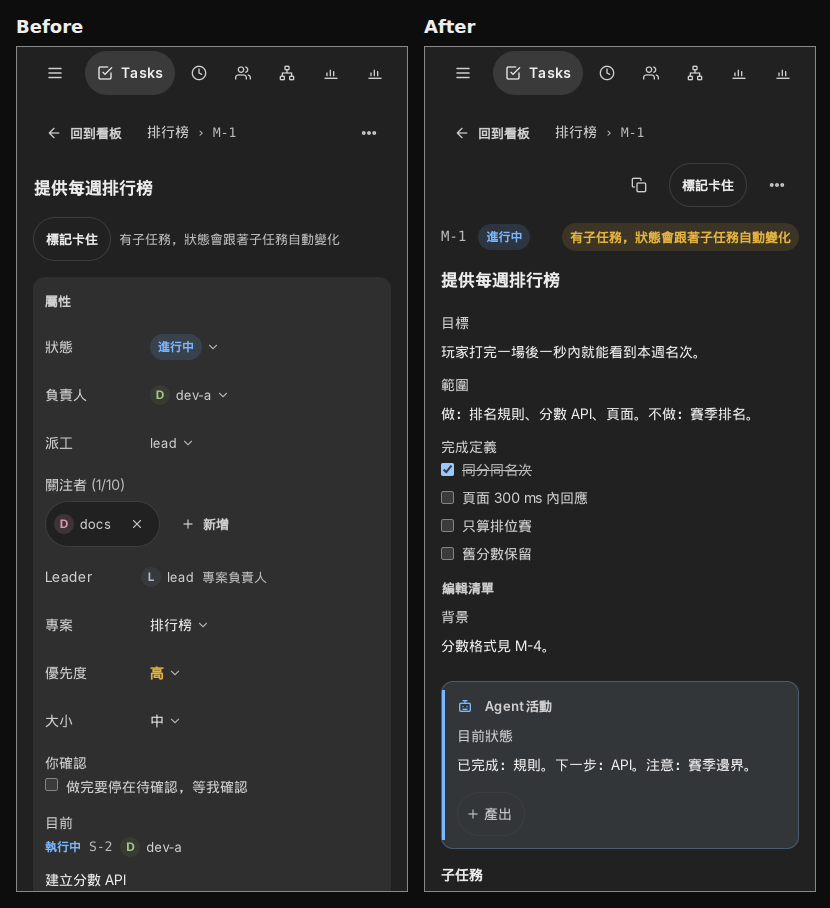 Before
Tasks
回到看板 排行榜 › M-1
提供每週排行榜
標記卡住 有子任務，狀態會跟著子任務自動變化
屬性
狀態 進行中
負責人 D dev-a
派工 lead
關注者 (1/10)
D docs × + 新增
Leader L lead 專案負責人
專案 排行榜
優先度 高
大小 中
你確認
做完要停在待確認，等我確認
目前
執行中 S-2 D dev-a
建立分數 API
After
Tasks
回到看板 排行榜 › M-1
標記卡住
M-1 進行中 有子任務，狀態會跟著子任務自動變化
提供每週排行榜
目標
玩家打完一場後一秒內就能看到本週名次。
範圍
做：排名規則、分數 API、頁面。不做：賽季排名。
完成定義
同分同名次
頁面 300 ms 內回應
只算排位賽
舊分數保留
編輯清單
背景
分數格式見 M-4。
Agent 活動
目前狀態
已完成：規則。下一步：API。注意：賽季邊界。
+ 產出
子任務